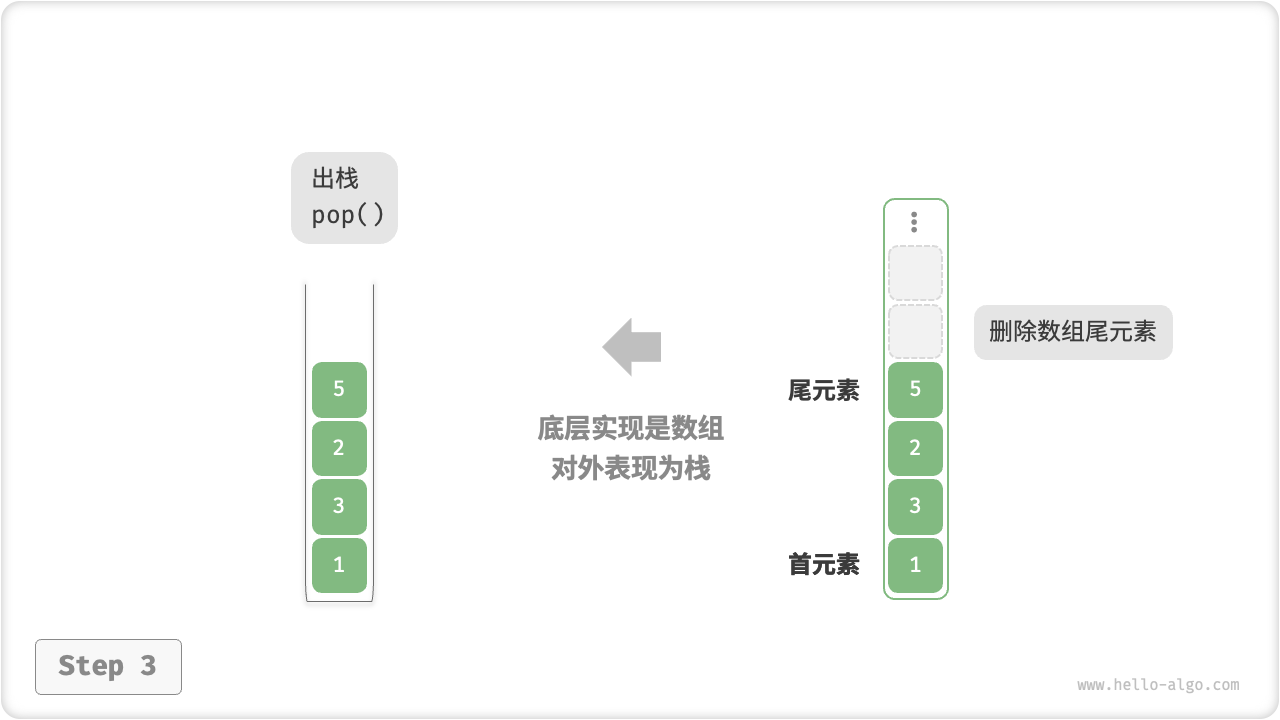 出栈
pop()
5
2
3
1
底层实现是数组
对外表现为栈
尾元素
首元素
5
2
3
1
删除数组尾元素
Step 3
www.hello-algo.com